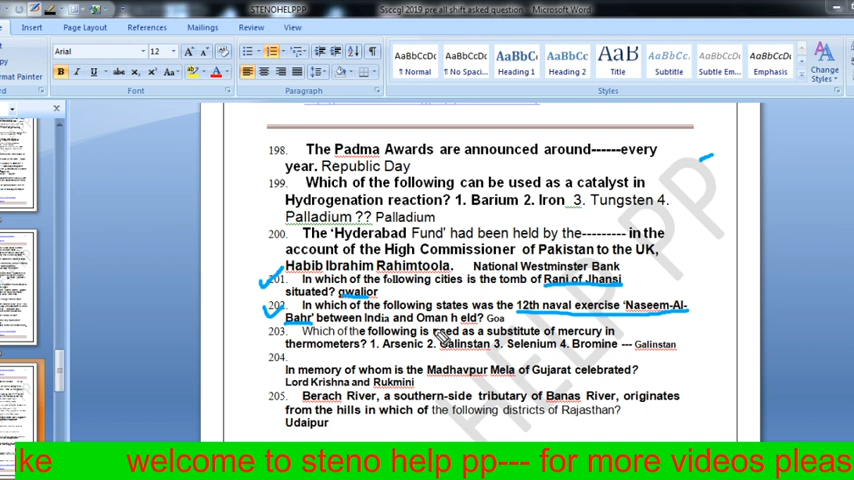 STENOHELPPP
Ssccgl 2019 pre all shift asked question - Microsoft Word
Page Layout References Mailings Review View
Arial 12
Format Painter
Font Paragraph Styles
AaBbCcDc AaBbCcDc AaBbC AaBbCc AaB AaBbCcI AaBbCcDt AaBbCcDt
¶ Normal ¶ No Spaci... Heading 1 Heading 2 Title Subtitle Subtle Em... Emphasis
Change Styles
198. The Padma Awards are announced around------every
year. Republic Day
199. Which of the following can be used as a catalyst in
Hydrogenation reaction? 1. Barium 2. Iron 3. Tungsten 4.
Palladium ?? Palladium
200. The ‘Hyderabad Fund’ had been held by the--------- in the
account of the High Commissioner of Pakistan to the UK,
Habib Ibrahim Rahimtoola. National Westminster Bank
201. In which of the following cities is the tomb of Rani of Jhansi
situated? gwalior
202. In which of the following states was the 12th naval exercise ‘Naseem-Al-
Bahr’ between India and Oman h eld? Goa
203. Which of the following is used as a substitute of mercury in
thermometers? 1. Arsenic 2. Galinstan 3. Selenium 4. Bromine --- Galinstan
204.
In memory of whom is the Madhavpur Mela of Gujarat celebrated?
Lord Krishna and Rukmini
205. Berach River, a southern-side tributary of Banas River, originates
from the hills in which of the following districts of Rajasthan?
Udaipur
STENOHELP PP
ke welcome to steno help pp--- for more videos pleas